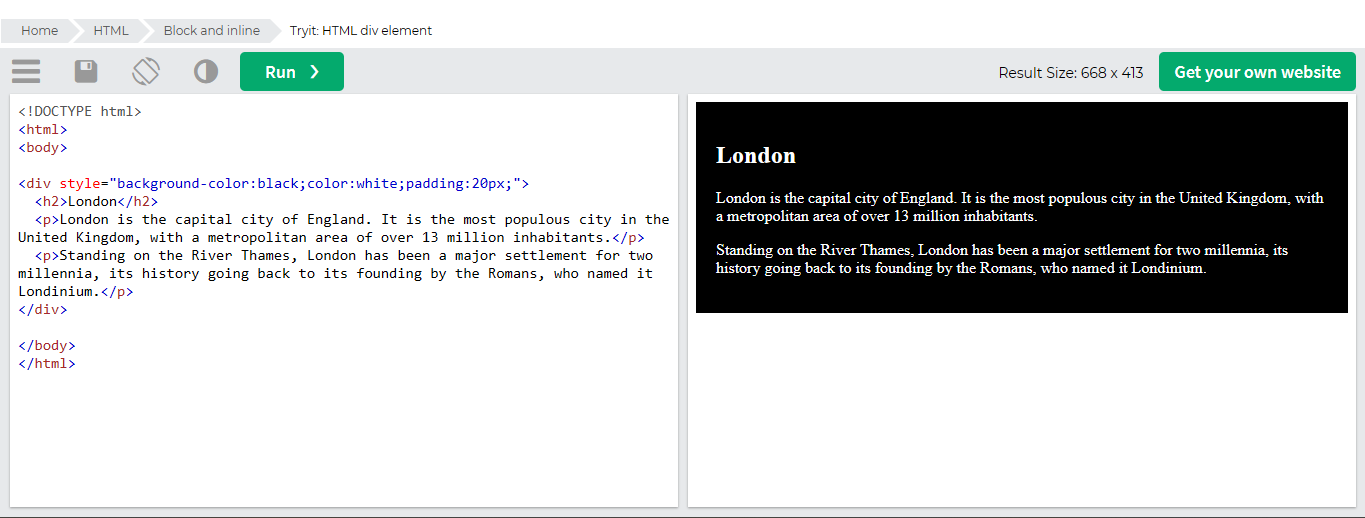 Home HTML Block and inline Tryit: HTML div element
Run ❯ Result Size: 668 x 413 Get your own website
<!DOCTYPE html>
<html>
<body>
<div style="background-color:black;color:white;padding:20px;">
<h2>London</h2>
<p>London is the capital city of England. It is the most populous city in the
United Kingdom, with a metropolitan area of over 13 million inhabitants.</p>
<p>Standing on the River Thames, London has been a major settlement for two
millennia, its history going back to its founding by the Romans, who named it
Londinium.</p>
</div>
</body>
</html>
London
London is the capital city of England. It is the most populous city in the United Kingdom, with
a metropolitan area of over 13 million inhabitants.
Standing on the River Thames, London has been a major settlement for two millennia, its
history going back to its founding by the Romans, who named it Londinium.